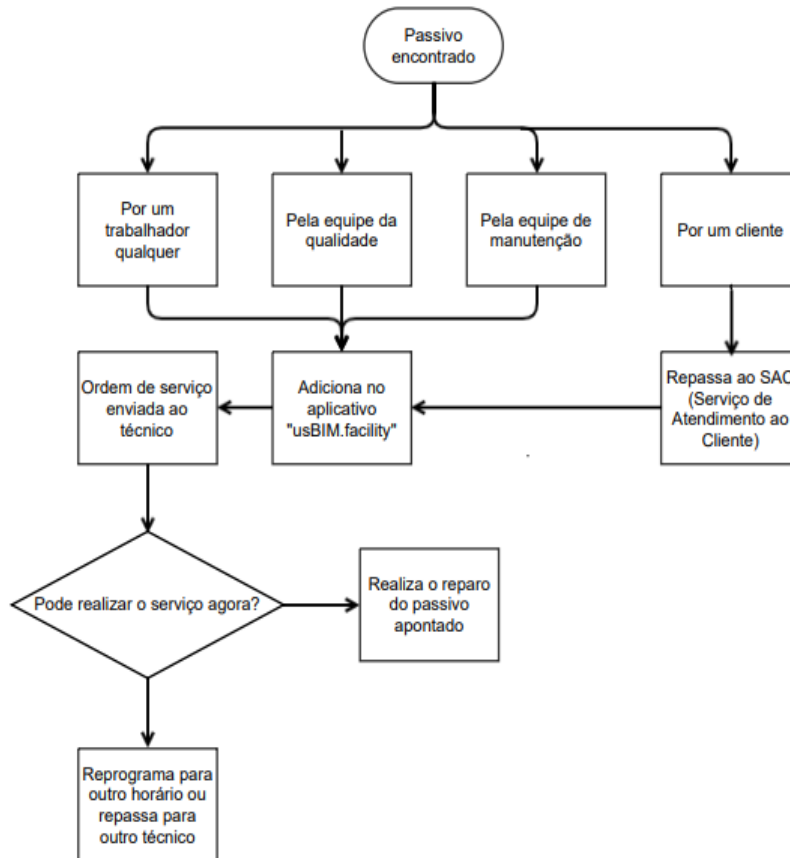 Passivo
encontrado
Por um
trabalhador
qualquer
Pela equipe da
qualidade
Pela equipe de
manutenção
Por um cliente
Ordem de serviço
enviada ao
técnico
Adiciona no
aplicativo
"usBIM.facility"
Repassa ao SAC
(Serviço de
Atendimento ao
Cliente)
Pode realizar o serviço agora?
Realiza o reparo
do passivo
apontado
Reprograma para
outro horário ou
repassa para
outro técnico